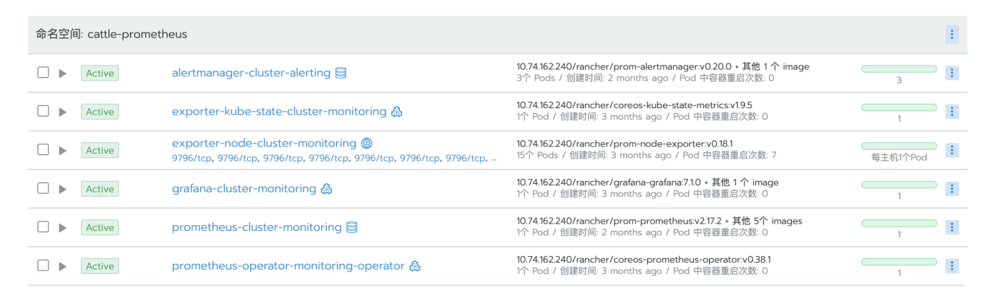 命名空间: cattle-prometheus
Active
alertmanager-cluster-alerting
10.74.162.240/rancher/prom-alertmanager:v0.20.0 + 其他 1 个 image
3个 Pods / 创建时间: 2 months ago / Pod 中容器重启次数: 0
3
Active
exporter-kube-state-cluster-monitoring
10.74.162.240/rancher/coreos-kube-state-metrics:v1.9.5
1个 Pod / 创建时间: 3 months ago / Pod 中容器重启次数: 0
1
Active
exporter-node-cluster-monitoring
9796/tcp, 9796/tcp, 9796/tcp, 9796/tcp, 9796/tcp, 9796/tcp, 9796/tcp, ...
10.74.162.240/rancher/prom-node-exporter:v0.18.1
15个 Pods / 创建时间: 3 months ago / Pod 中容器重启次数: 7
每主机1个Pod
Active
grafana-cluster-monitoring
10.74.162.240/rancher/grafana-grafana:7.1.0 + 其他 1 个 image
1个 Pod / 创建时间: 3 months ago / Pod 中容器重启次数: 0
1
Active
prometheus-cluster-monitoring
10.74.162.240/rancher/prom-prometheus:v2.17.2 + 其他 5个 images
1个 Pod / 创建时间: 2 months ago / Pod 中容器重启次数: 0
1
Active
prometheus-operator-monitoring-operator
10.74.162.240/rancher/coreos-prometheus-operator:v0.38.1
1个 Pod / 创建时间: 3 months ago / Pod 中容器重启次数: 0
1